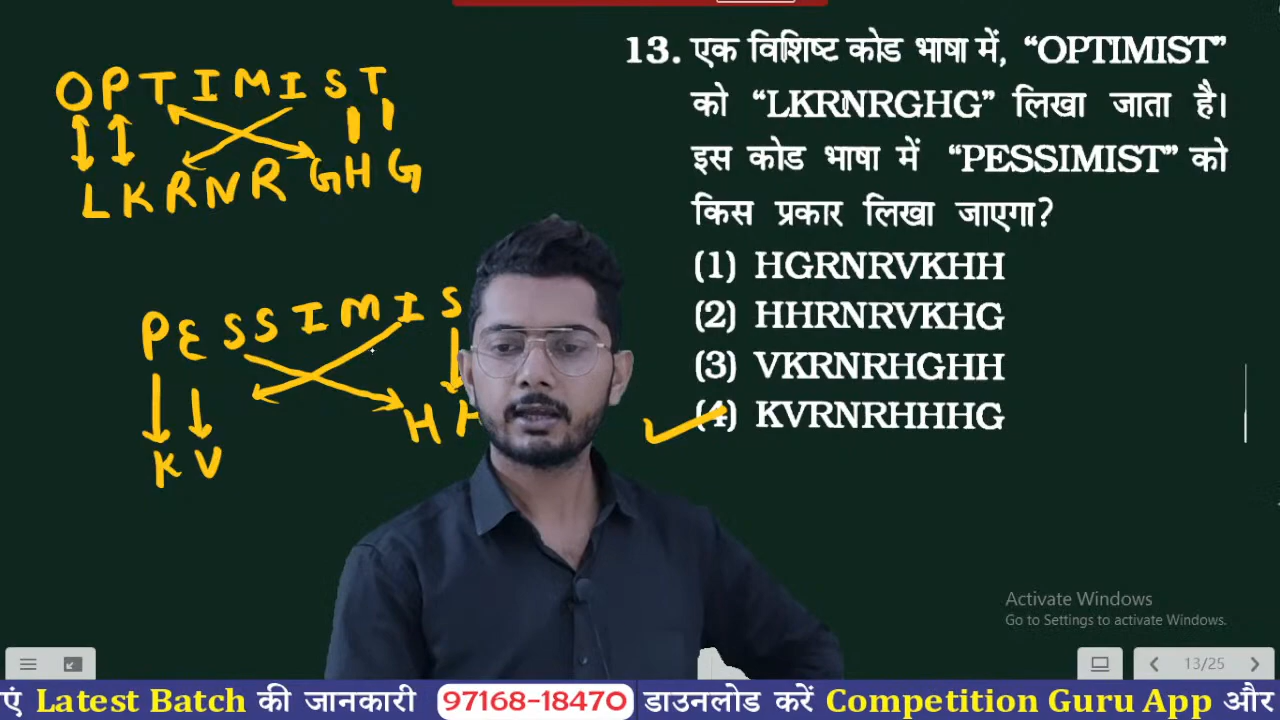 OPTIMIST
LKRNRGHG
PESSIMIS
HH
KV
13. एक विशिष्ट कोड भाषा में, “OPTIMIST”
को “LKRNRGHG” लिखा जाता है।
इस कोड भाषा में “PESSIMIST” को
किस प्रकार लिखा जाएगा?
(1) HGRNRVKHH
(2) HHRNRVKHG
(3) VKRNRHGHH
(4) KVRNRHHHG
Activate Windows
Go to Settings to activate Windows.
13/25
एं Latest Batch की जानकारी 97168-18470 डाउनलोड करें Competition Guru App और